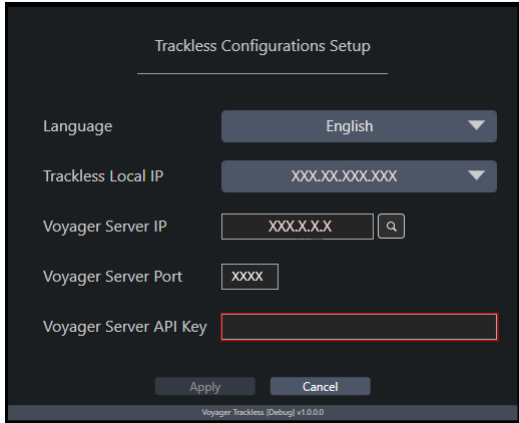 Trackless Configurations Setup
Language English
Trackless Local IP XXX.XX.XXX.XXX
Voyager Server IP XXX.X.X.X
Voyager Server Port XXXX
Voyager Server API Key
Apply Cancel
Voyager Trackless [Debug] v1.0.0.0